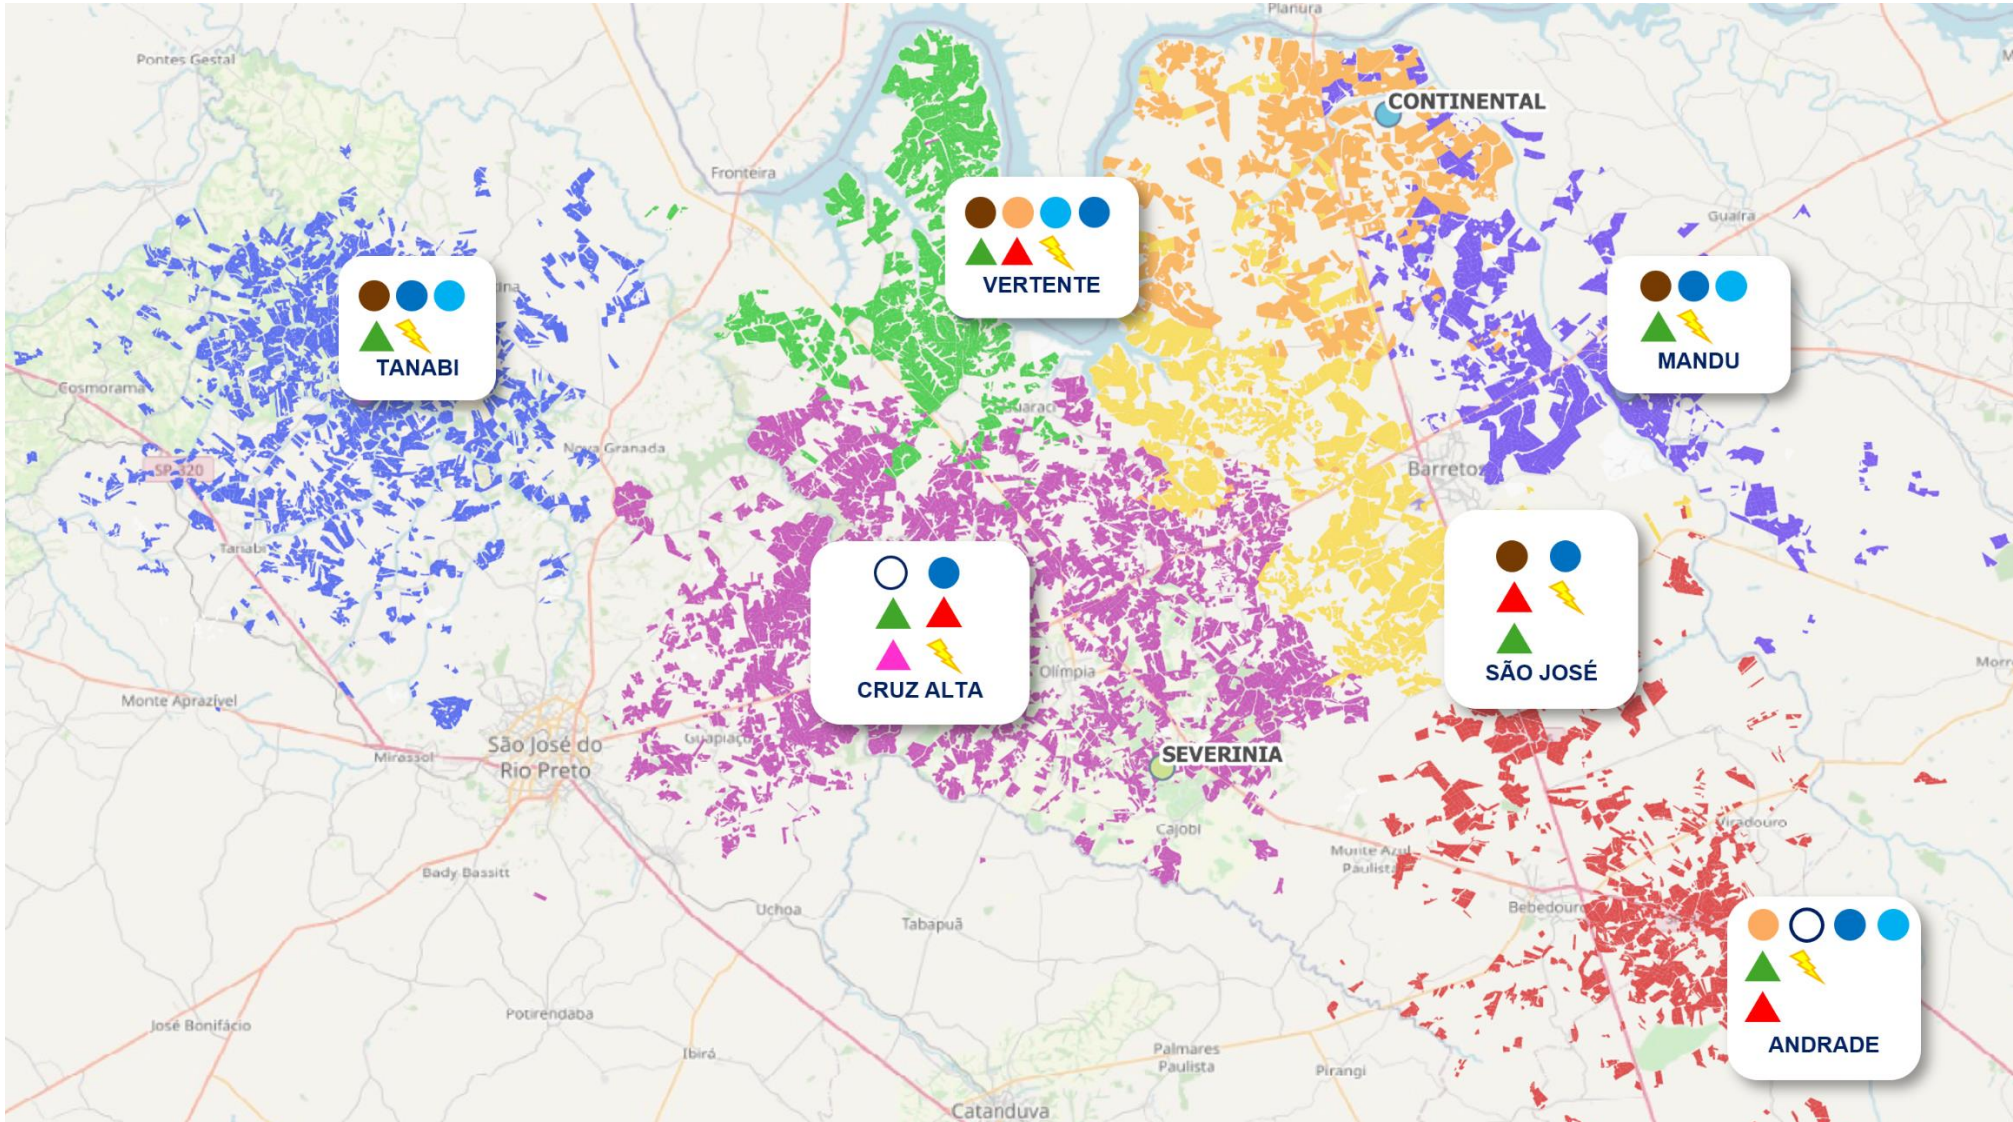 Planura
Pontes Gestal
CONTINENTAL
Fronteira
Guaíra
VERTENTE
TANABI
MANDU
Cosmorama
Nova Granada
SP-320
Barretos
Tanabi
CRUZ ALTA
Olímpia
SÃO JOSÉ
Monte Aprazível
Mirassol
São José do
Rio Preto
Guapiaçu
SEVERINIA
Cajobi
Viradouro
Monte Azul
Paulista
Bady Bassitt
Uchoa
Tabapuã
Bebedouro
ANDRADE
José Bonifácio
Potirendaba
Ibirá
Palmares
Paulista
Pirangi
Catanduva